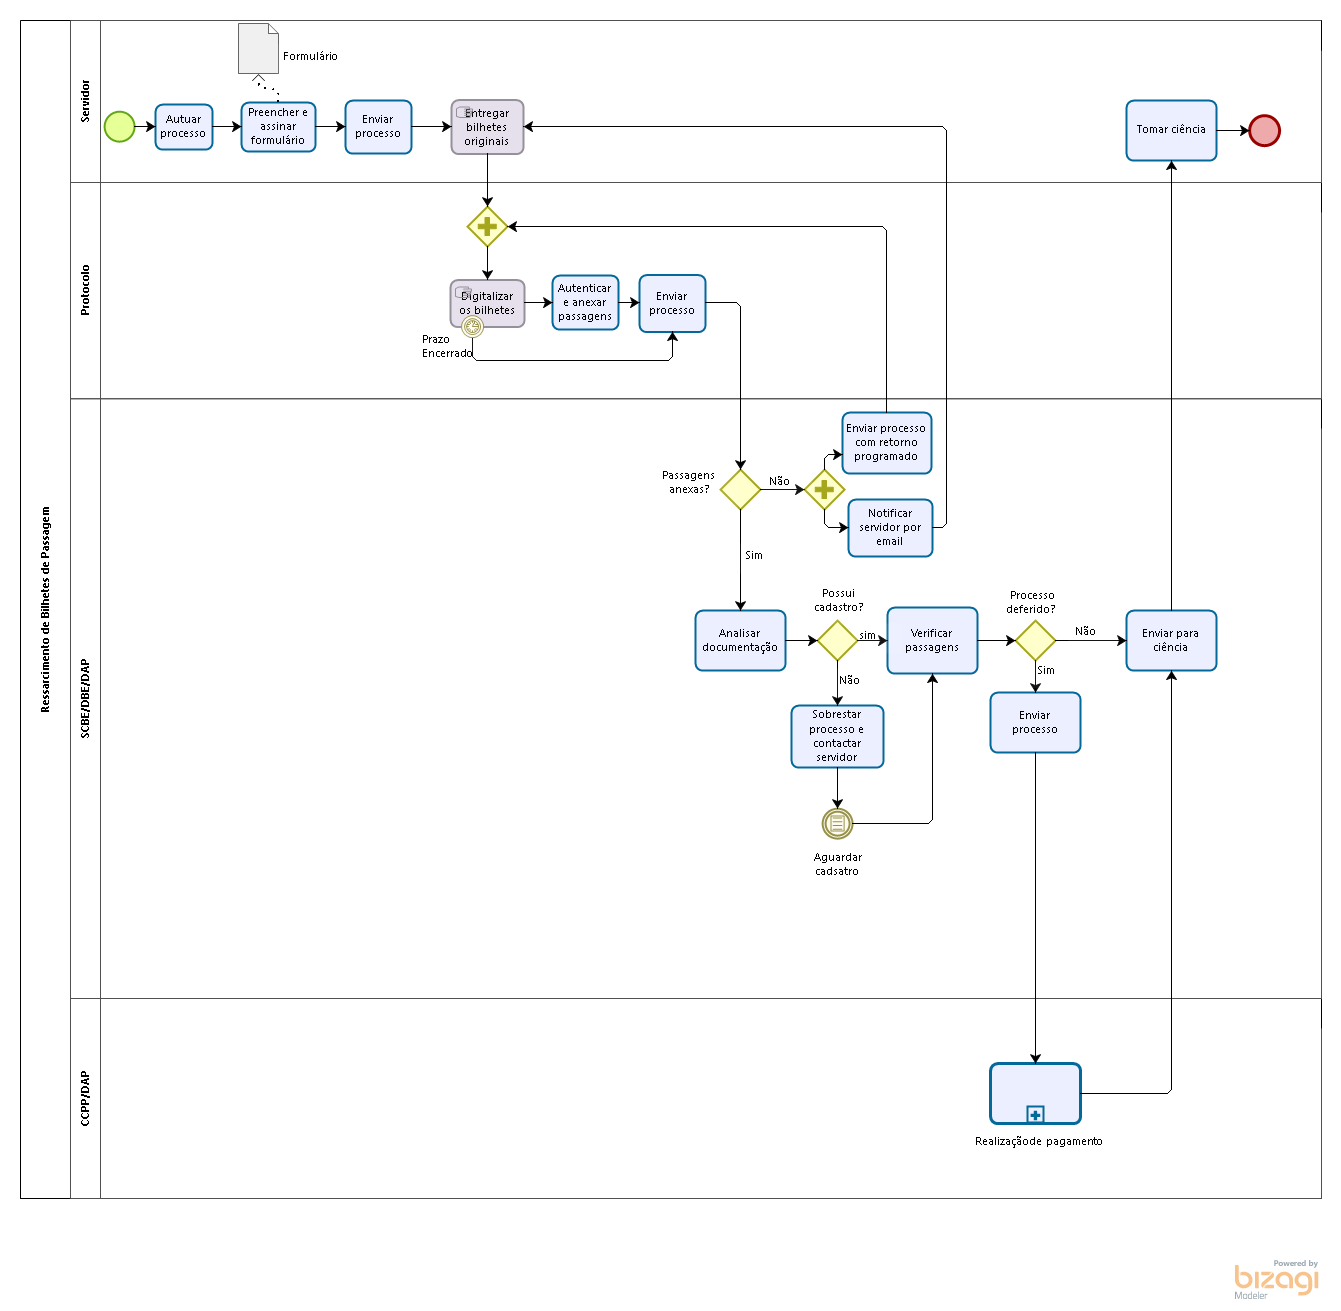 Ressarcimento de Bilhetes de Passagem
Servidor
Formulário
Autuar
processo
Preencher e
assinar
formulário
Enviar
processo
Entregar
bilhetes
originais
Tomar ciência
Protocolo
Digitalizar
os bilhetes
Prazo
Encerrado
Autenticar
e anexar
passagens
Enviar
processo
SCBE/DBE/DAP
Passagens
anexas?
Não
Enviar processo
com retorno
programado
Notificar
servidor por
email
Sim
Analisar
documentação
Possui
cadastro?
sim
Não
Sobrestar
processo e
contactar
servidor
Aguardar
cadsatro
Verificar
passagens
Processo
deferido?
Não
Sim
Enviar
processo
Enviar para
ciência
CCPP/DAP
Realização de pagamento
Powered by
bizagi
Modeler